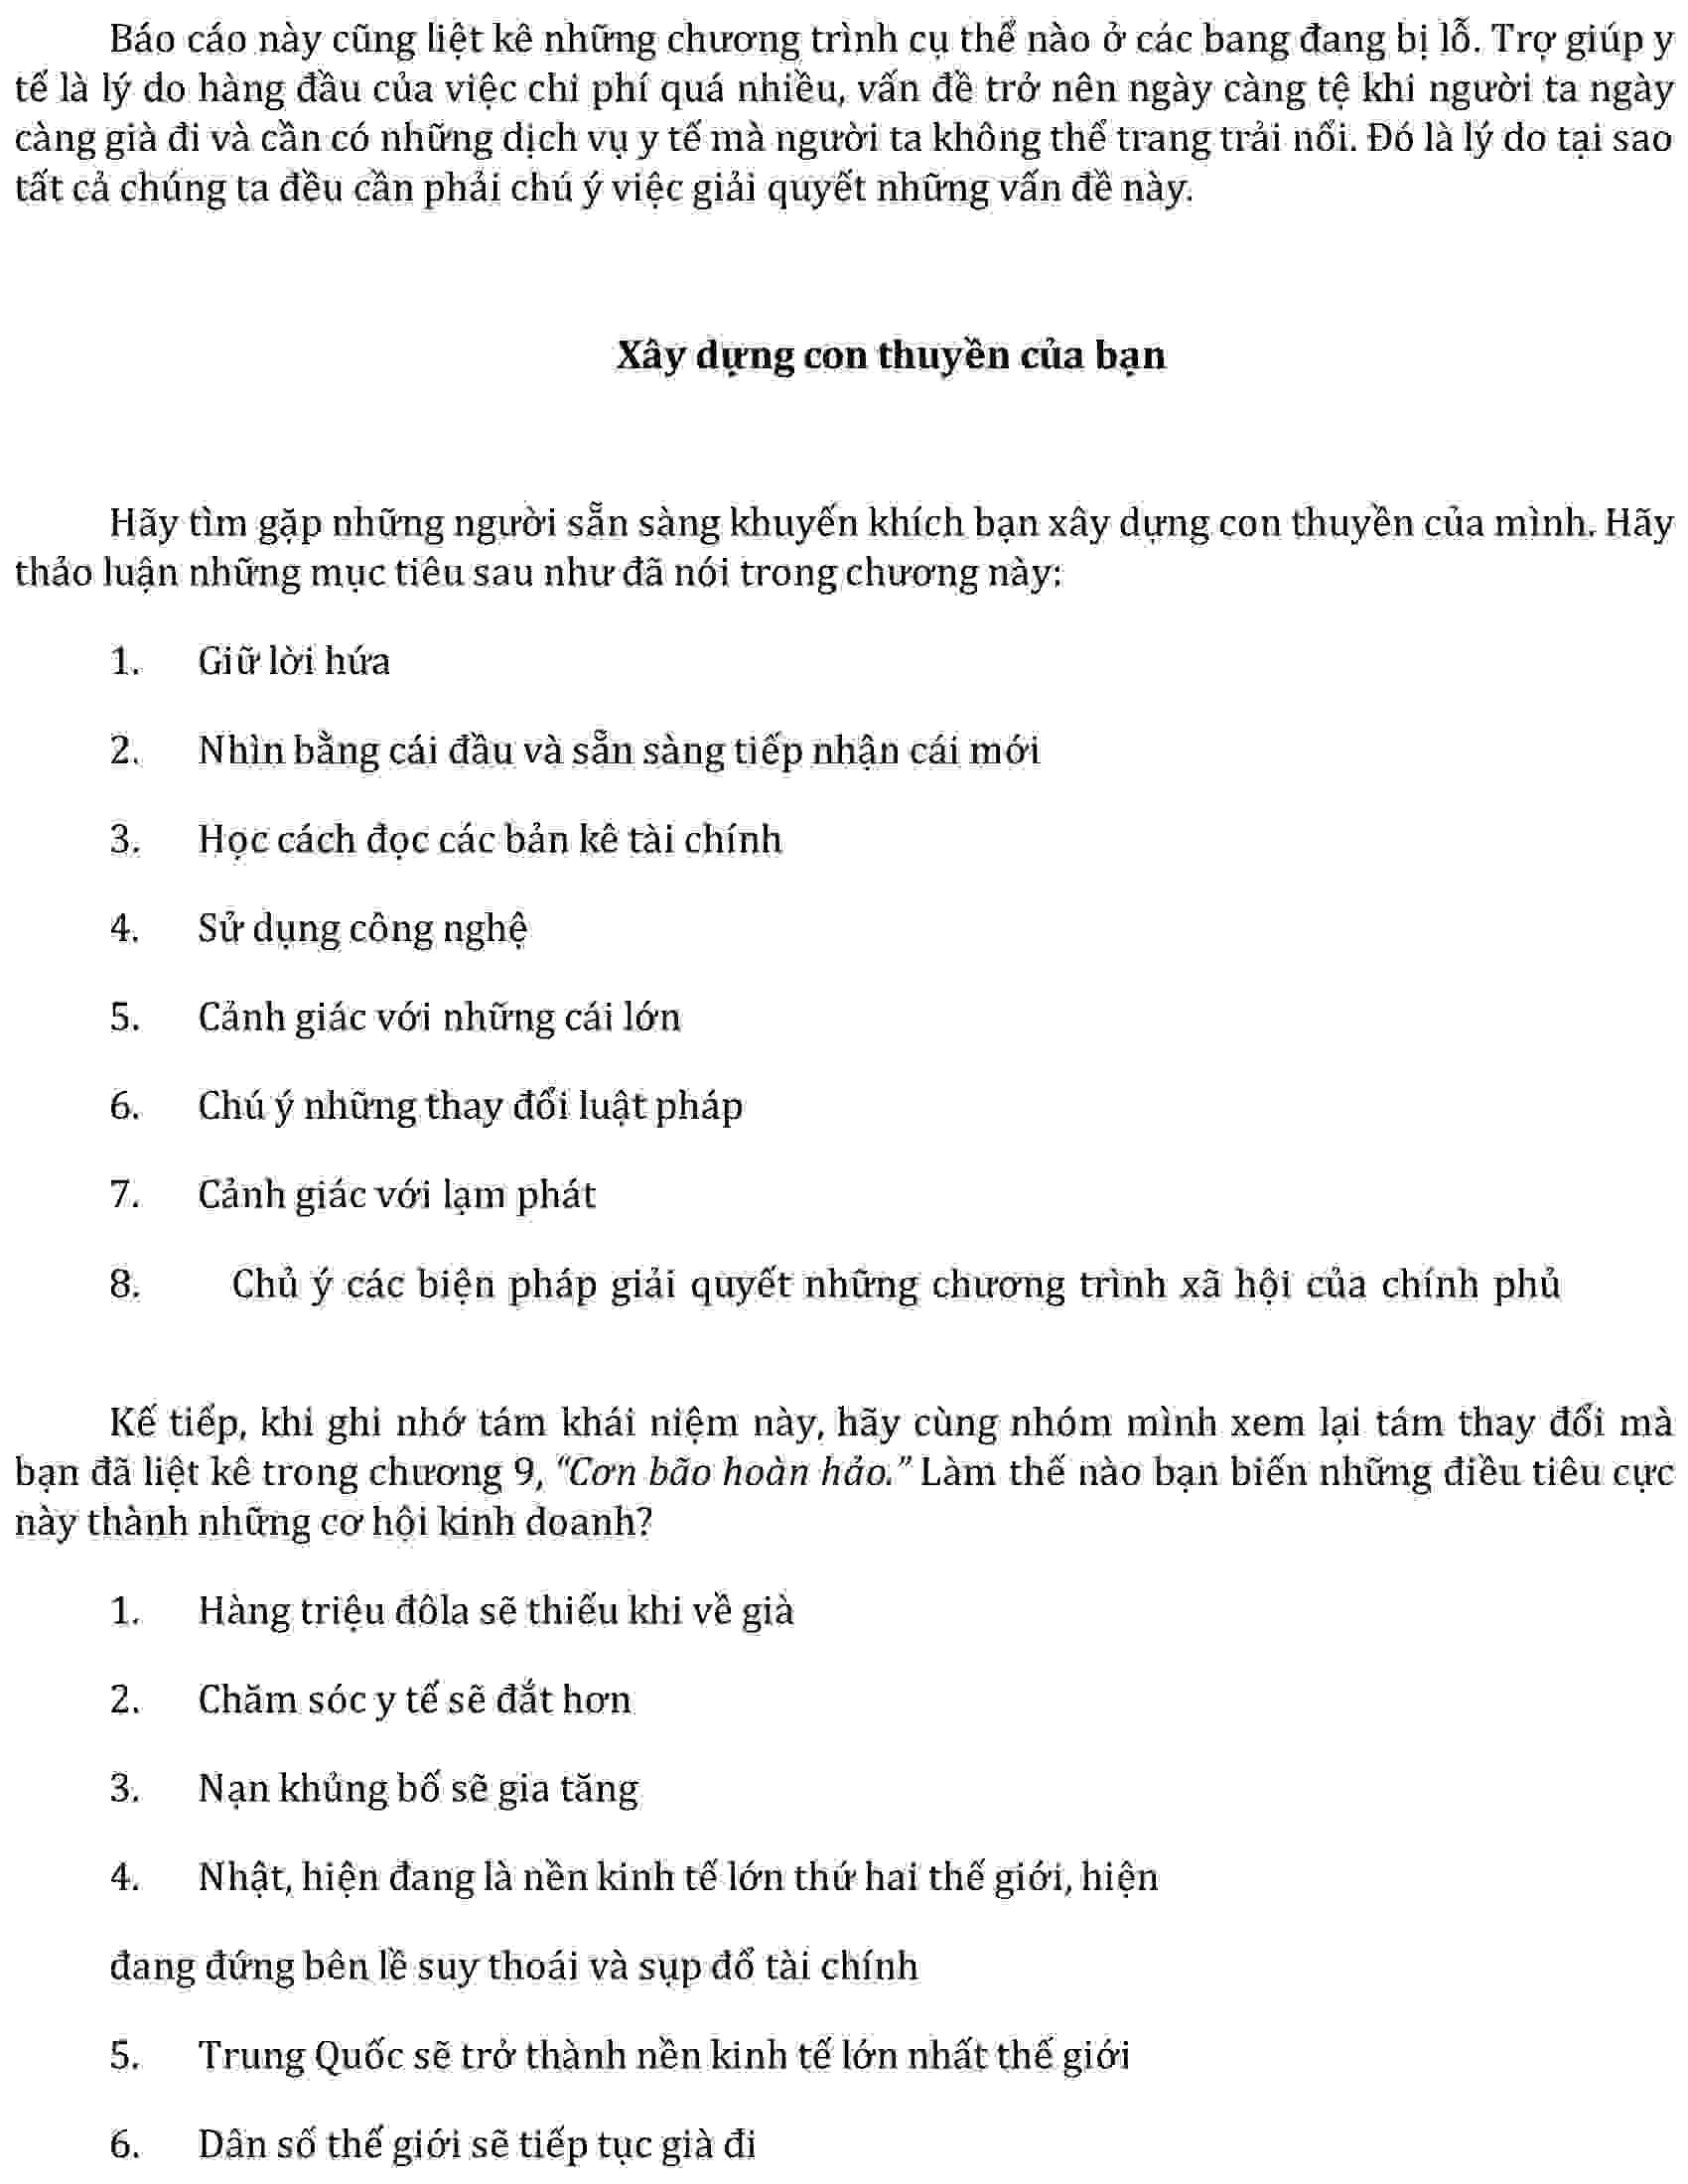 Báo cáo này cũng liệt kê những chương trình cụ thể nào ở các bang đang bị lỗ. Trợ giúp y
tế là lý do hàng đầu của việc chi phí quá nhiều, vấn đề trở nên ngày càng tệ khi người ta ngày
càng già đi và cần có những dịch vụ y tế mà người ta không thể trang trải nổi. Đó là lý do tại sao
tất cả chúng ta đều cần phải chú ý việc giải quyết những vấn đề này.
Xây dựng con thuyền của bạn
Hãy tìm gặp những người sẵn sàng khuyến khích bạn xây dựng con thuyền của mình. Hãy
thảo luận những mục tiêu sau như đã nói trong chương này:
1. Giữ lời hứa
2. Nhìn bằng cái đầu và sẵn sàng tiếp nhận cái mới
3. Học cách đọc các bản kê tài chính
4. Sử dụng công nghệ
5. Cảnh giác với những cái lớn
6. Chú ý những thay đổi luật pháp
7. Cảnh giác với lạm phát
8. Chủ ý các biện pháp giải quyết những chương trình xã hội của chính phủ
Kế tiếp, khi ghi nhớ tám khái niệm này, hãy cùng nhóm mình xem lại tám thay đổi mà
bạn đã liệt kê trong chương 9, “Cơn bão hoàn hảo.” Làm thế nào bạn biến những điều tiêu cực
này thành những cơ hội kinh doanh?
1. Hàng triệu đôla sẽ thiếu khi về già
2. Chăm sóc y tế sẽ đắt hơn
3. Nạn khủng bố sẽ gia tăng
4. Nhật, hiện đang là nền kinh tế lớn thứ hai thế giới, hiện
đang đứng bên lề suy thoái và sụp đổ tài chính
5. Trung Quốc sẽ trở thành nền kinh tế lớn nhất thế giới
6. Dân số thế giới sẽ tiếp tục già đi